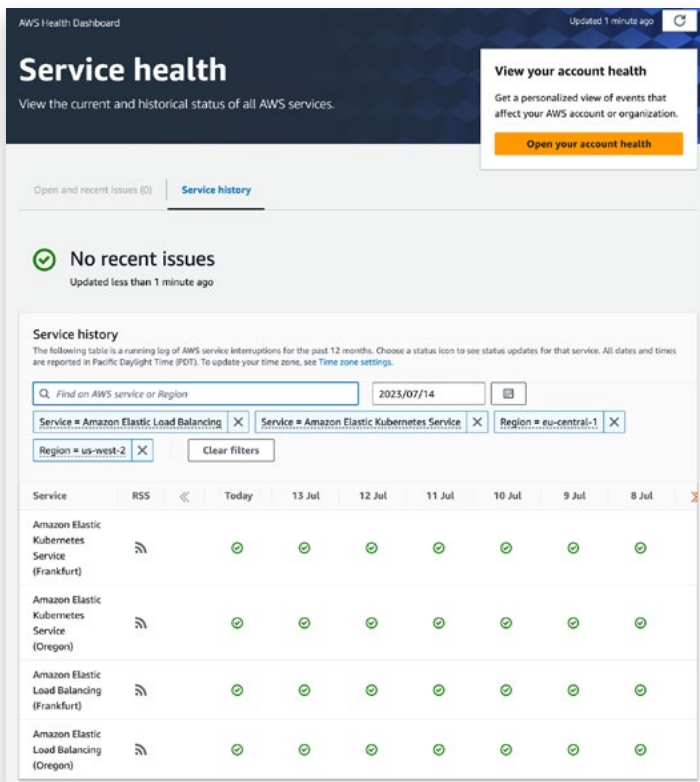 AWS Health Dashboard
Updated 1 minute ago
Service health
View the current and historical status of all AWS services.
View your account health
Get a personalized view of events that
affect your AWS account or organization.
Open your account health
Open and recent issues (0)
Service history
No recent issues
Updated less than 1 minute ago
Service history
The following table is a running log of AWS service interruptions for the past 12 months. Choose a status icon to see status updates for that service. All dates and times
are reported in Pacific Daylight Time (PDT). To update your time zone, see Time zone settings.
Find an AWS service or Region
2023/07/14
Service = Amazon Elastic Load Balancing
Service = Amazon Elastic Kubernetes Service
Region = eu-central-1
Region = us-west-2
Clear filters
Service RSS Today 13 Jul 12 Jul 11 Jul 10 Jul 9 Jul 8 Jul
Amazon Elastic
Kubernetes
Service
(Frankfurt)
Amazon Elastic
Kubernetes
Service
(Oregon)
Amazon Elastic
Load Balancing
(Frankfurt)
Amazon Elastic
Load Balancing
(Oregon)